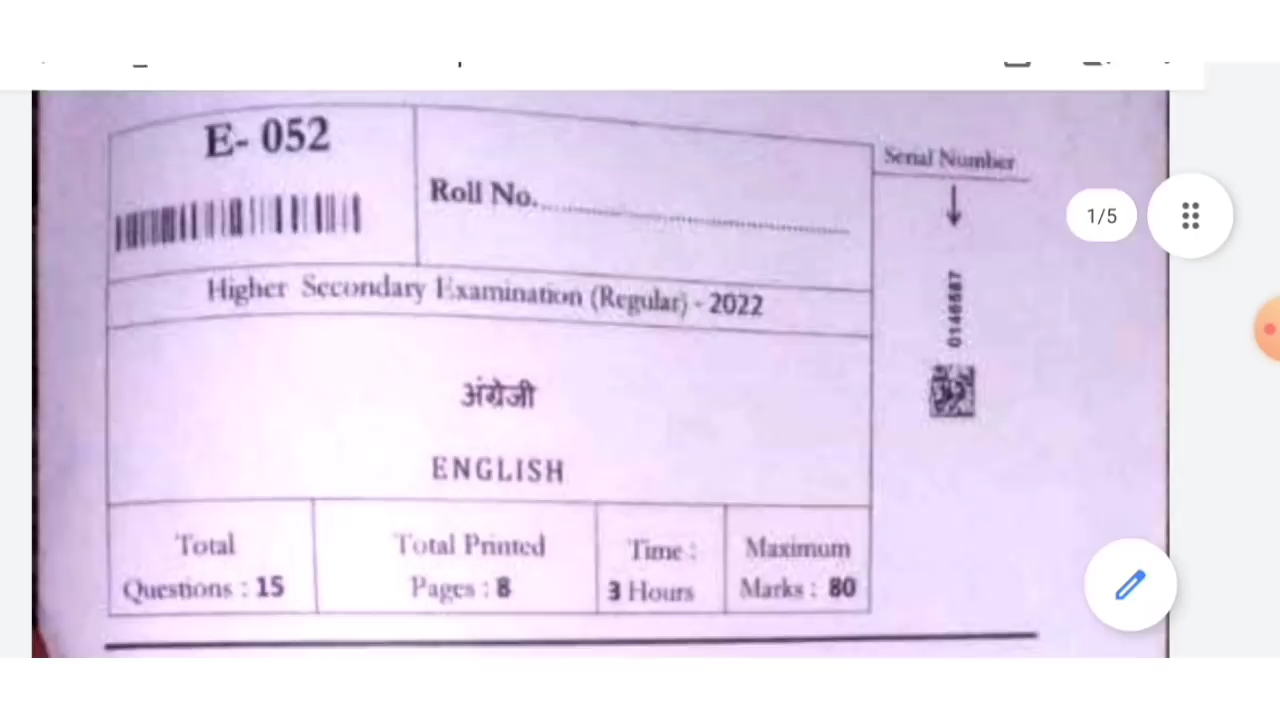 E- 052
Roll No.
Serial Number
0146687
Higher Secondary Examination (Regular) - 2022
अंग्रेजी
ENGLISH
Total
Questions : 15
Total Printed
Pages : 8
Time :
3 Hours
Maximum
Marks : 80
1/5